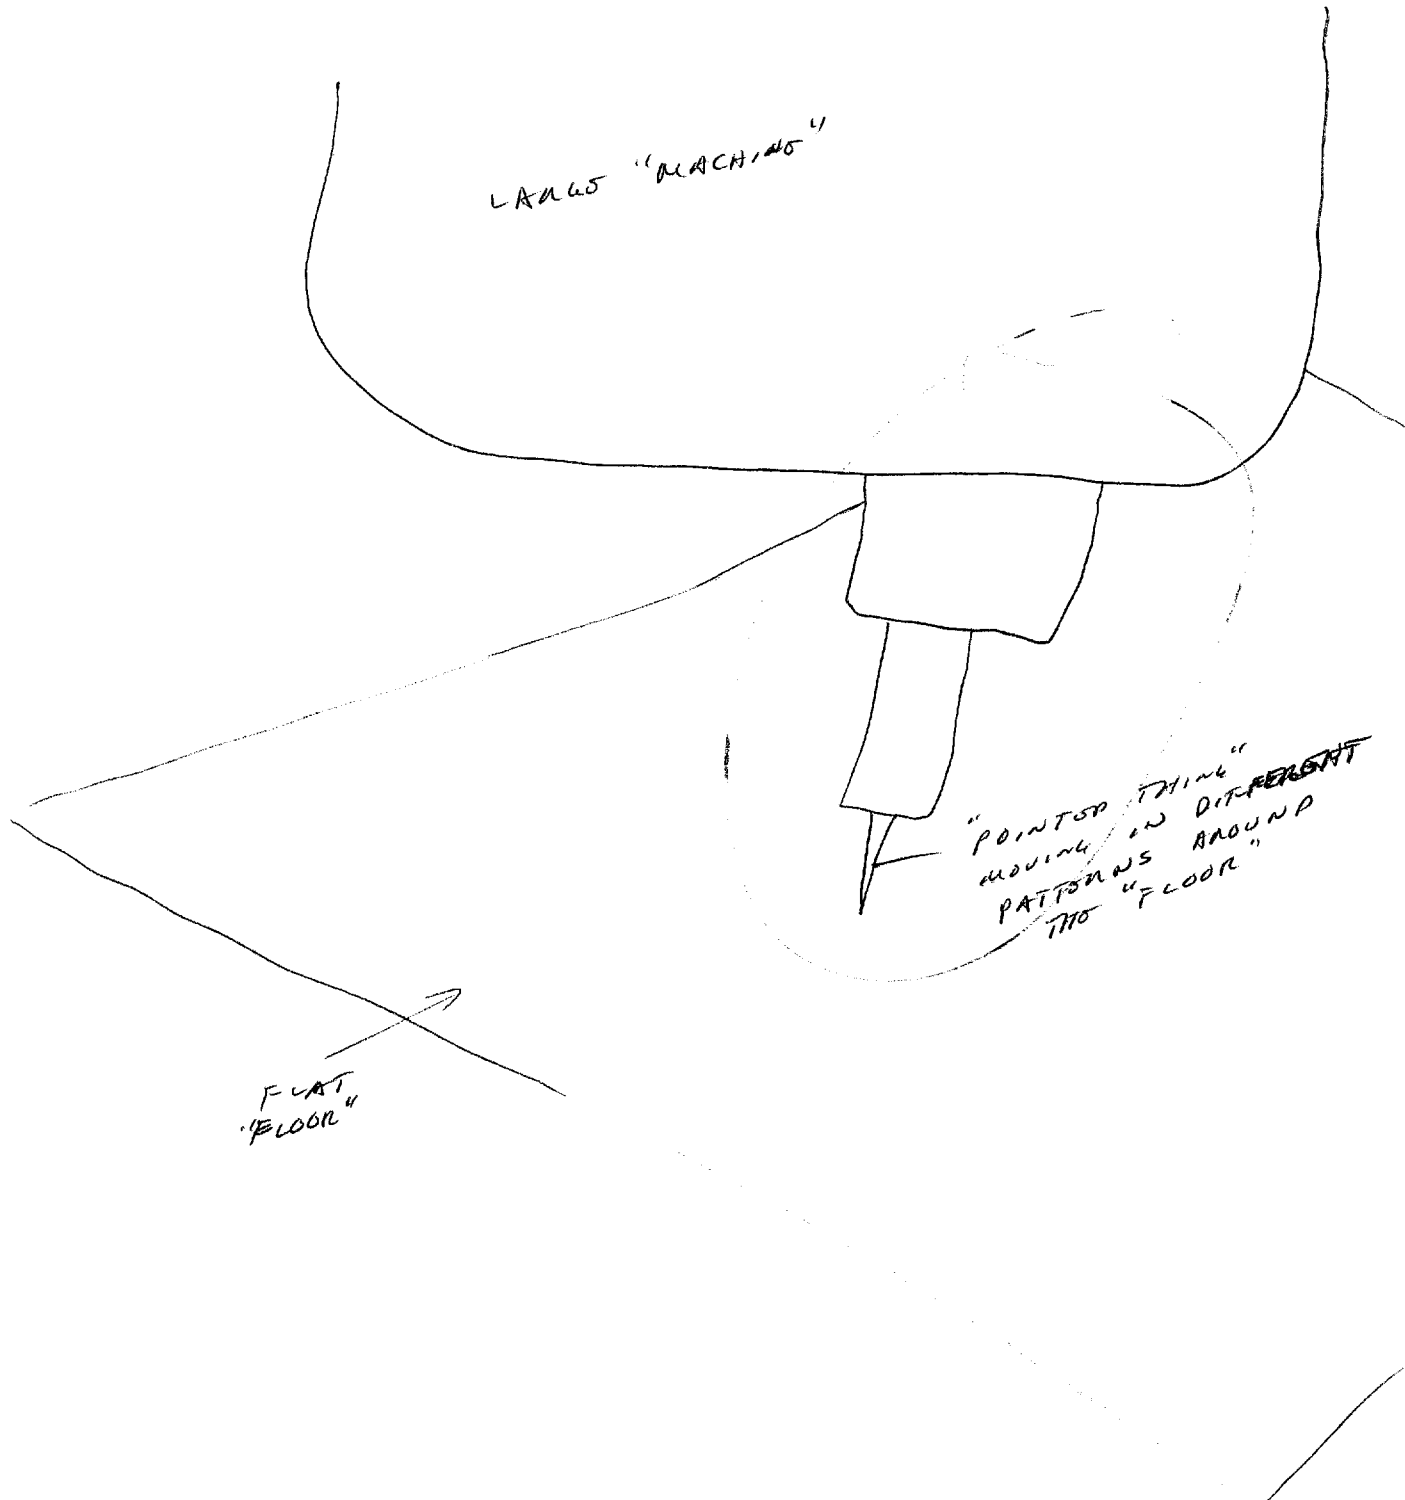 LARGE "MACHINE"
"POINTED THING"
MOVING IN DIFFERENT
PATTERNS AROUND
THE "FLOOR"
FLAT
"FLOOR"